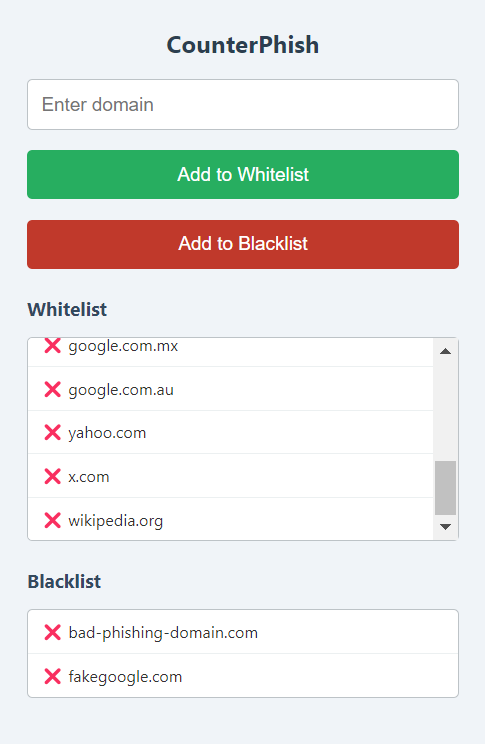 CounterPhish
Enter domain
Add to Whitelist
Add to Blacklist
Whitelist
google.com.mx
google.com.au
yahoo.com
x.com
wikipedia.org
Blacklist
bad-phishing-domain.com
fakegoogle.com